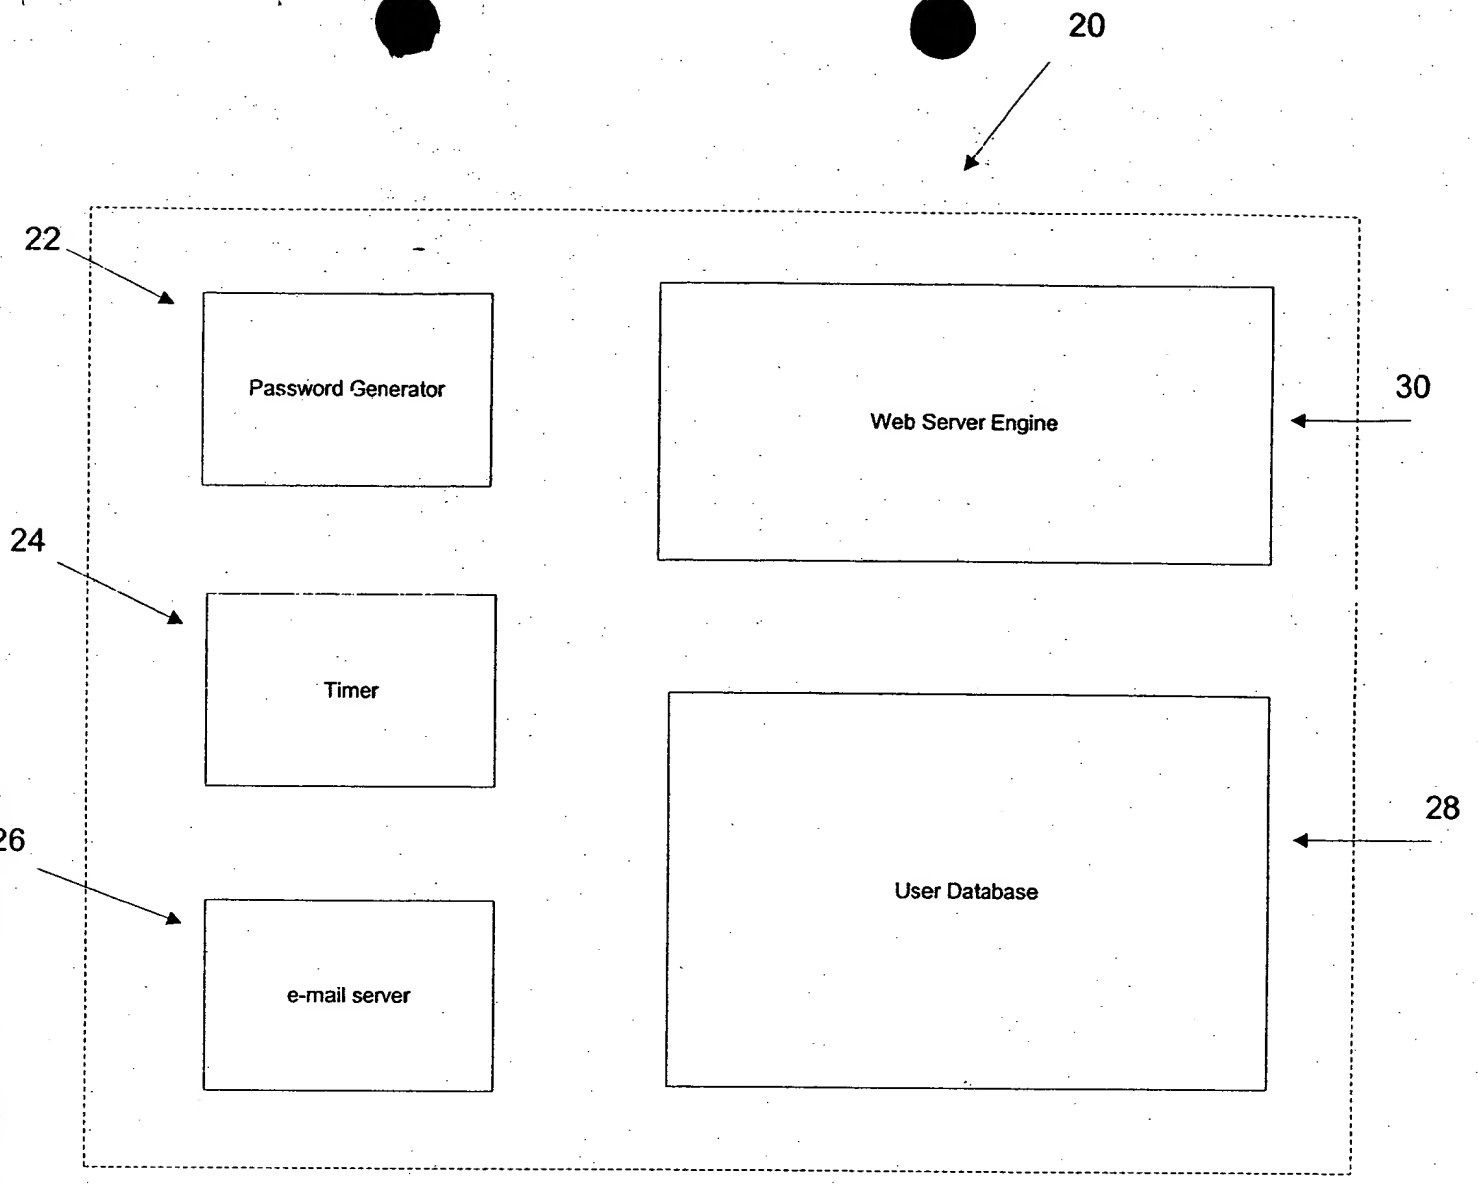 20
22
Password Generator
Web Server Engine
30
24
Timer
28
26
User Database
e-mail server